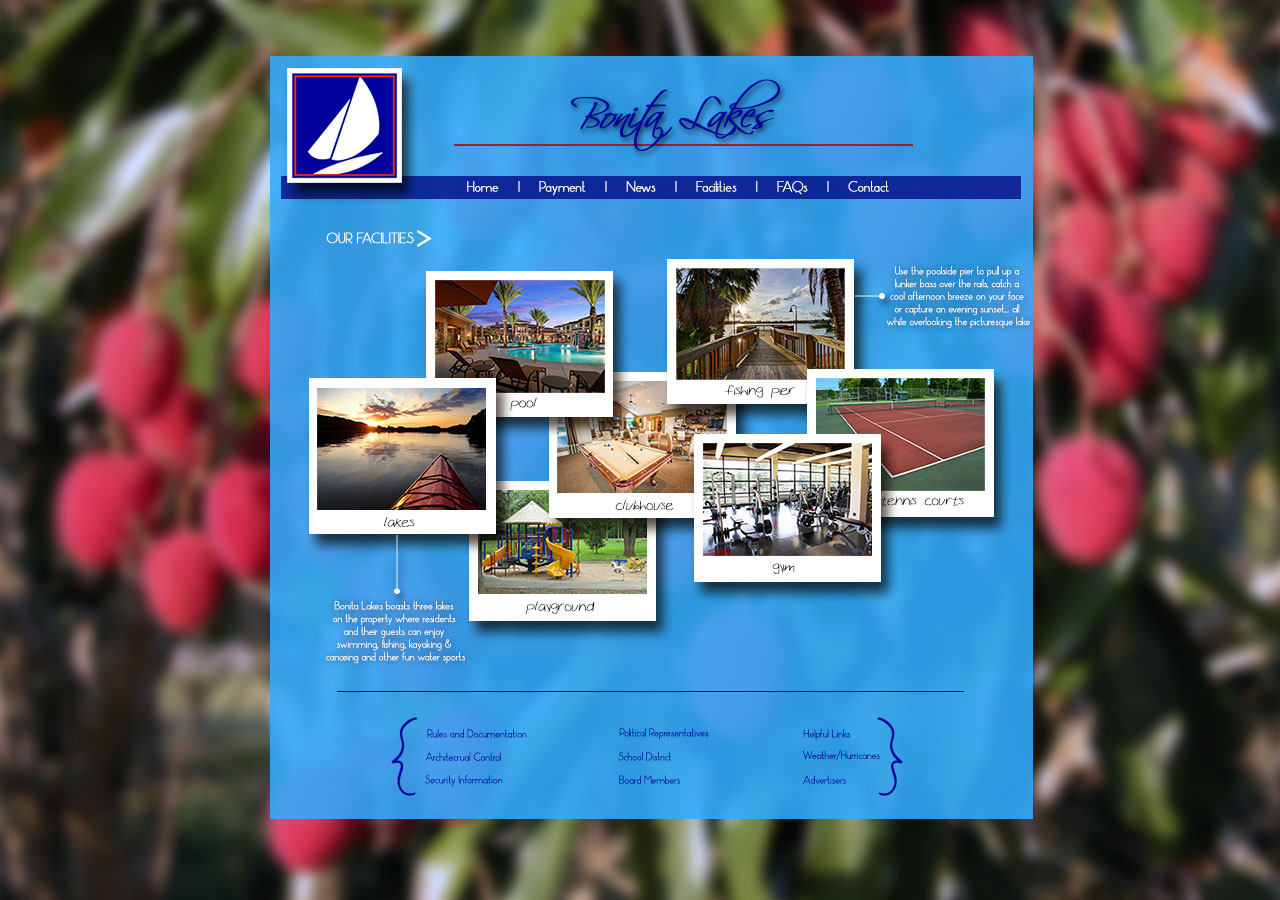 Bonita Lakes
Home | Payment | News | Facilities | FAQs | Contact
OUR FACILITIES >
Use the poolside pier to pull up a
lunker bass over the rails, catch a
cool afternoon breeze on your face
or capture an evening sunset... all
while overlooking the picturesque lake
pool
fishing pier
lakes
clubhouse
tennis courts
gym
playground
Bonita Lakes boasts three lakes
on the property where residents
and their guests can enjoy
swimming, fishing, kayaking &
canoeing and other fun water sports
Rules and Documentation
Architecrual Control
Security Information
Political Representatives
School District
Board Members
Helpful Links
Weather/Hurricanes
Advertisers